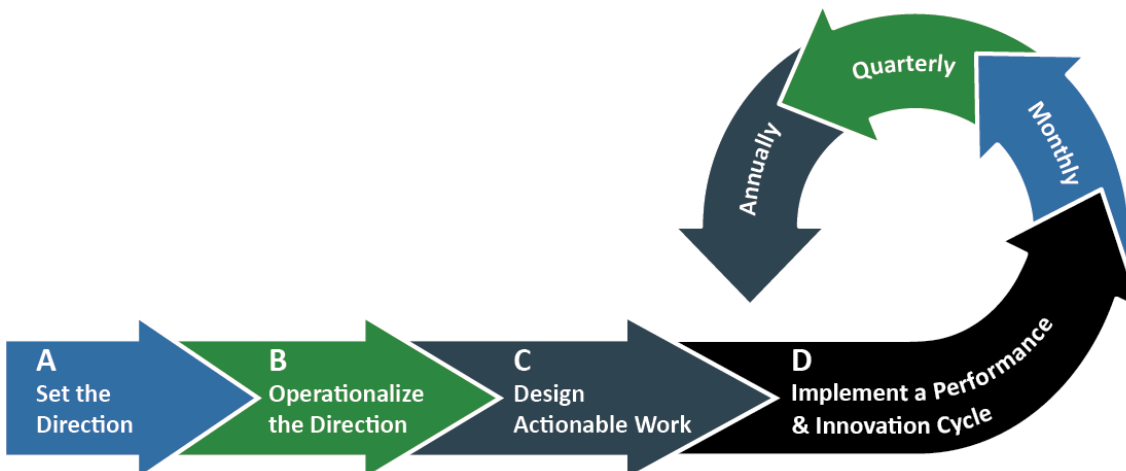 A
Set the
Direction
B
Operationalize
the Direction
C
Design
Actionable Work
D
Implement a Performance
& Innovation Cycle
Monthly
Quarterly
Annually